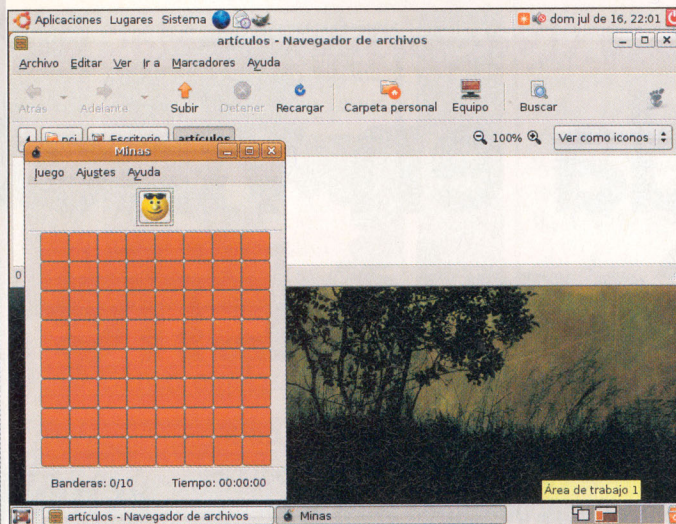 Aplicaciones Lugares Sistema dom jul de 16, 22:01
artículos - Navegador de archivos
Archivo Editar Ver Ir a Marcadores Ayuda
Atrás Adelante Subir Detener Recargar Carpeta personal Equipo Buscar
pci Escritorio artículos 100% Ver como iconos
Minas
Juego Ajustes Ayuda
0
Banderas: 0/10 Tiempo: 00:00:00
Área de trabajo 1
artículos - Navegador de archivos Minas